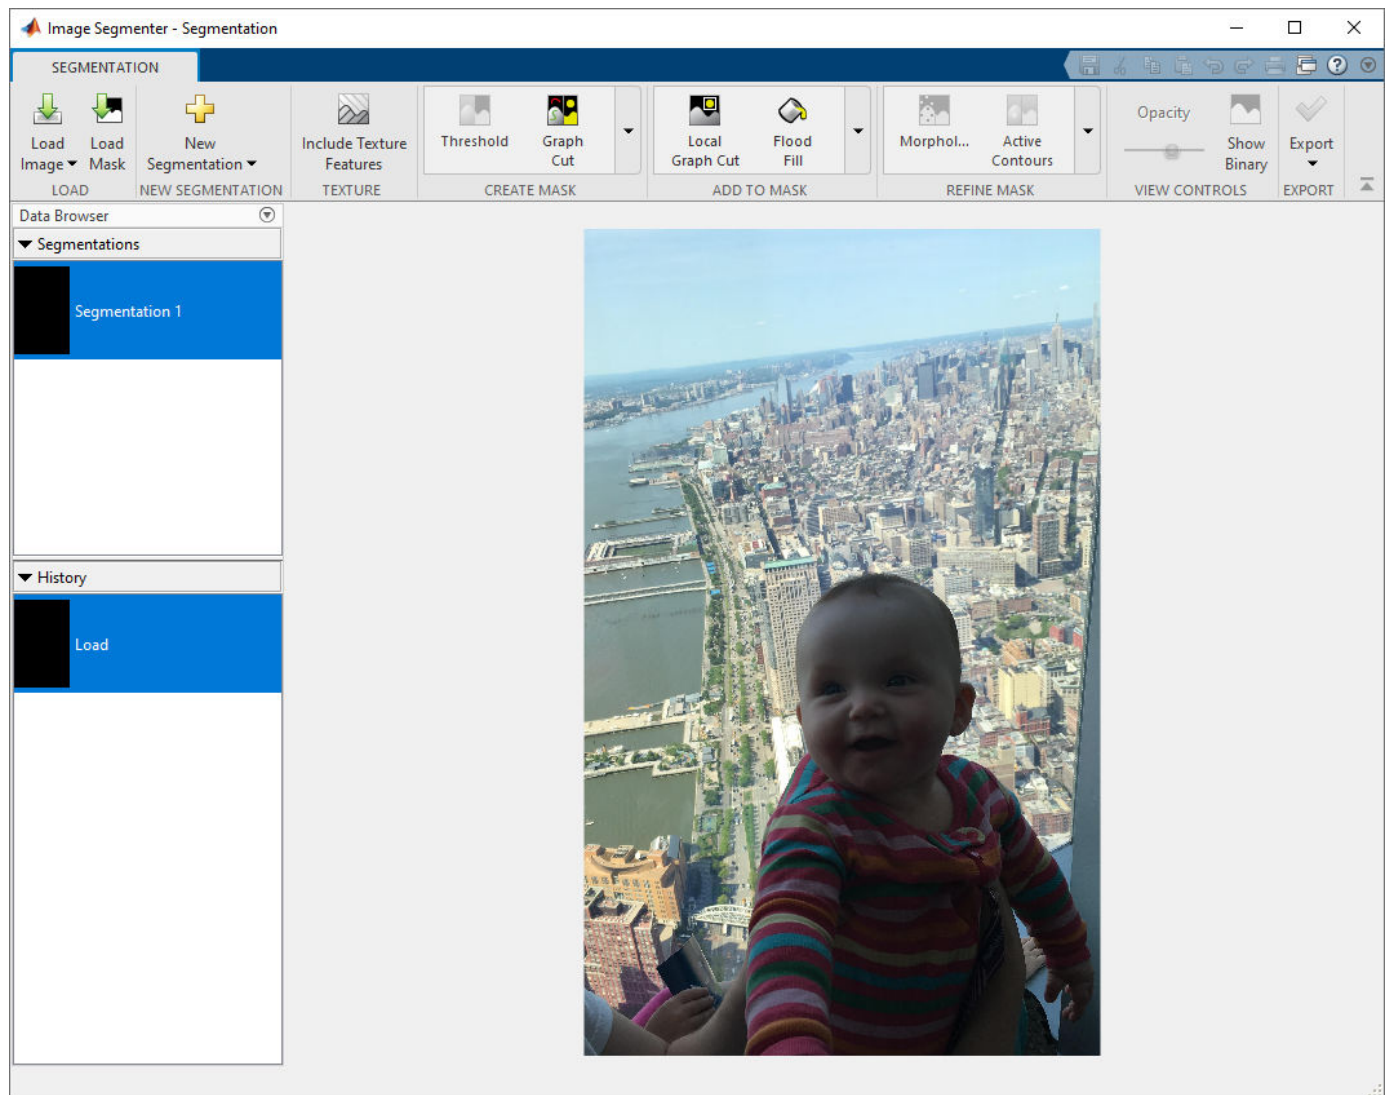 Image Segmenter - Segmentation
SEGMENTATION
Load
Image
Load
Mask
New
Segmentation
Include Texture
Features
Threshold
Graph
Cut
Local
Graph Cut
Flood
Fill
Morphol...
Active
Contours
Opacity
Show
Binary
Export
LOAD
NEW SEGMENTATION
TEXTURE
CREATE MASK
ADD TO MASK
REFINE MASK
VIEW CONTROLS
EXPORT
Data Browser
Segmentations
Segmentation 1
History
Load